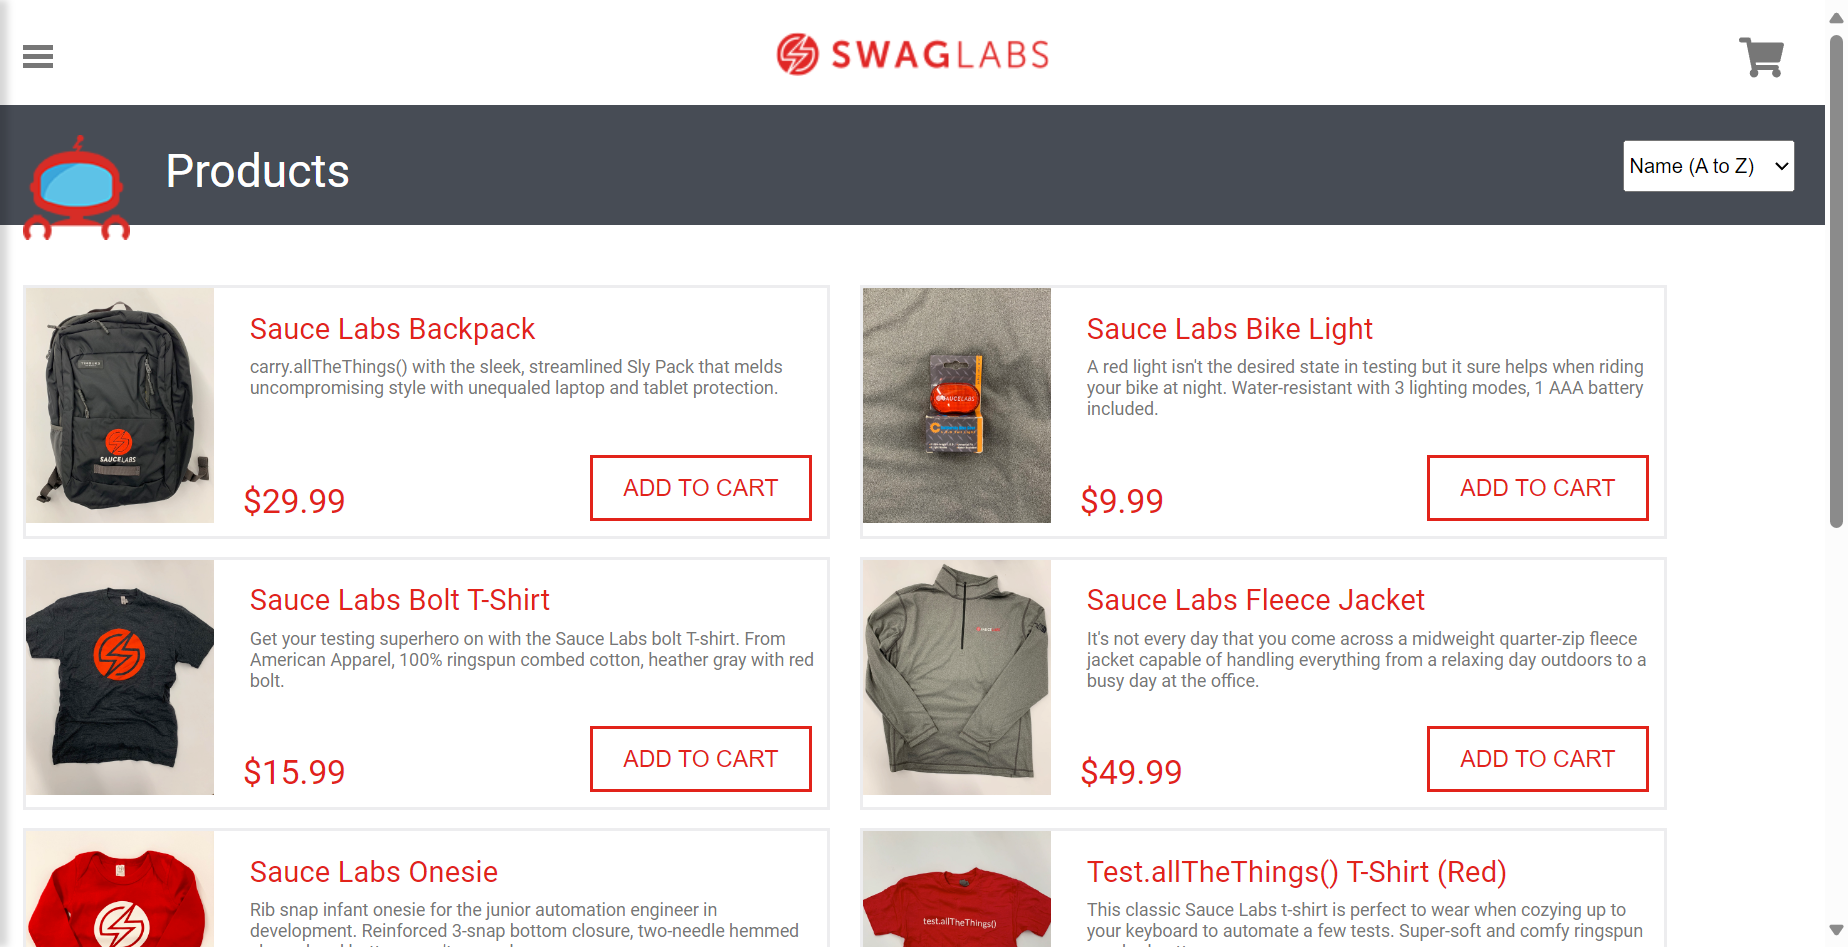 SWAGLABS
Products
Name (A to Z)
Sauce Labs Backpack
carry.allTheThings() with the sleek, streamlined Sly Pack that melds
uncompromising style with unequaled laptop and tablet protection.
SAUCELABS
$29.99
ADD TO CART
Sauce Labs Bike Light
A red light isn't the desired state in testing but it sure helps when riding
your bike at night. Water-resistant with 3 lighting modes, 1 AAA battery
included.
SAUCELABS
$9.99
ADD TO CART
Sauce Labs Bolt T-Shirt
Get your testing superhero on with the Sauce Labs bolt T-shirt. From
American Apparel, 100% ringspun combed cotton, heather gray with red
bolt.
$15.99
ADD TO CART
Sauce Labs Fleece Jacket
It's not every day that you come across a midweight quarter-zip fleece
jacket capable of handling everything from a relaxing day outdoors to a
busy day at the office.
$49.99
ADD TO CART
Sauce Labs Onesie
Rib snap infant onesie for the junior automation engineer in
development. Reinforced 3-snap bottom closure, two-needle hemmed
Test.allTheThings() T-Shirt (Red)
test.allTheThings()
This classic Sauce Labs t-shirt is perfect to wear when cozying up to
your keyboard to automate a few tests. Super-soft and comfy ringspun